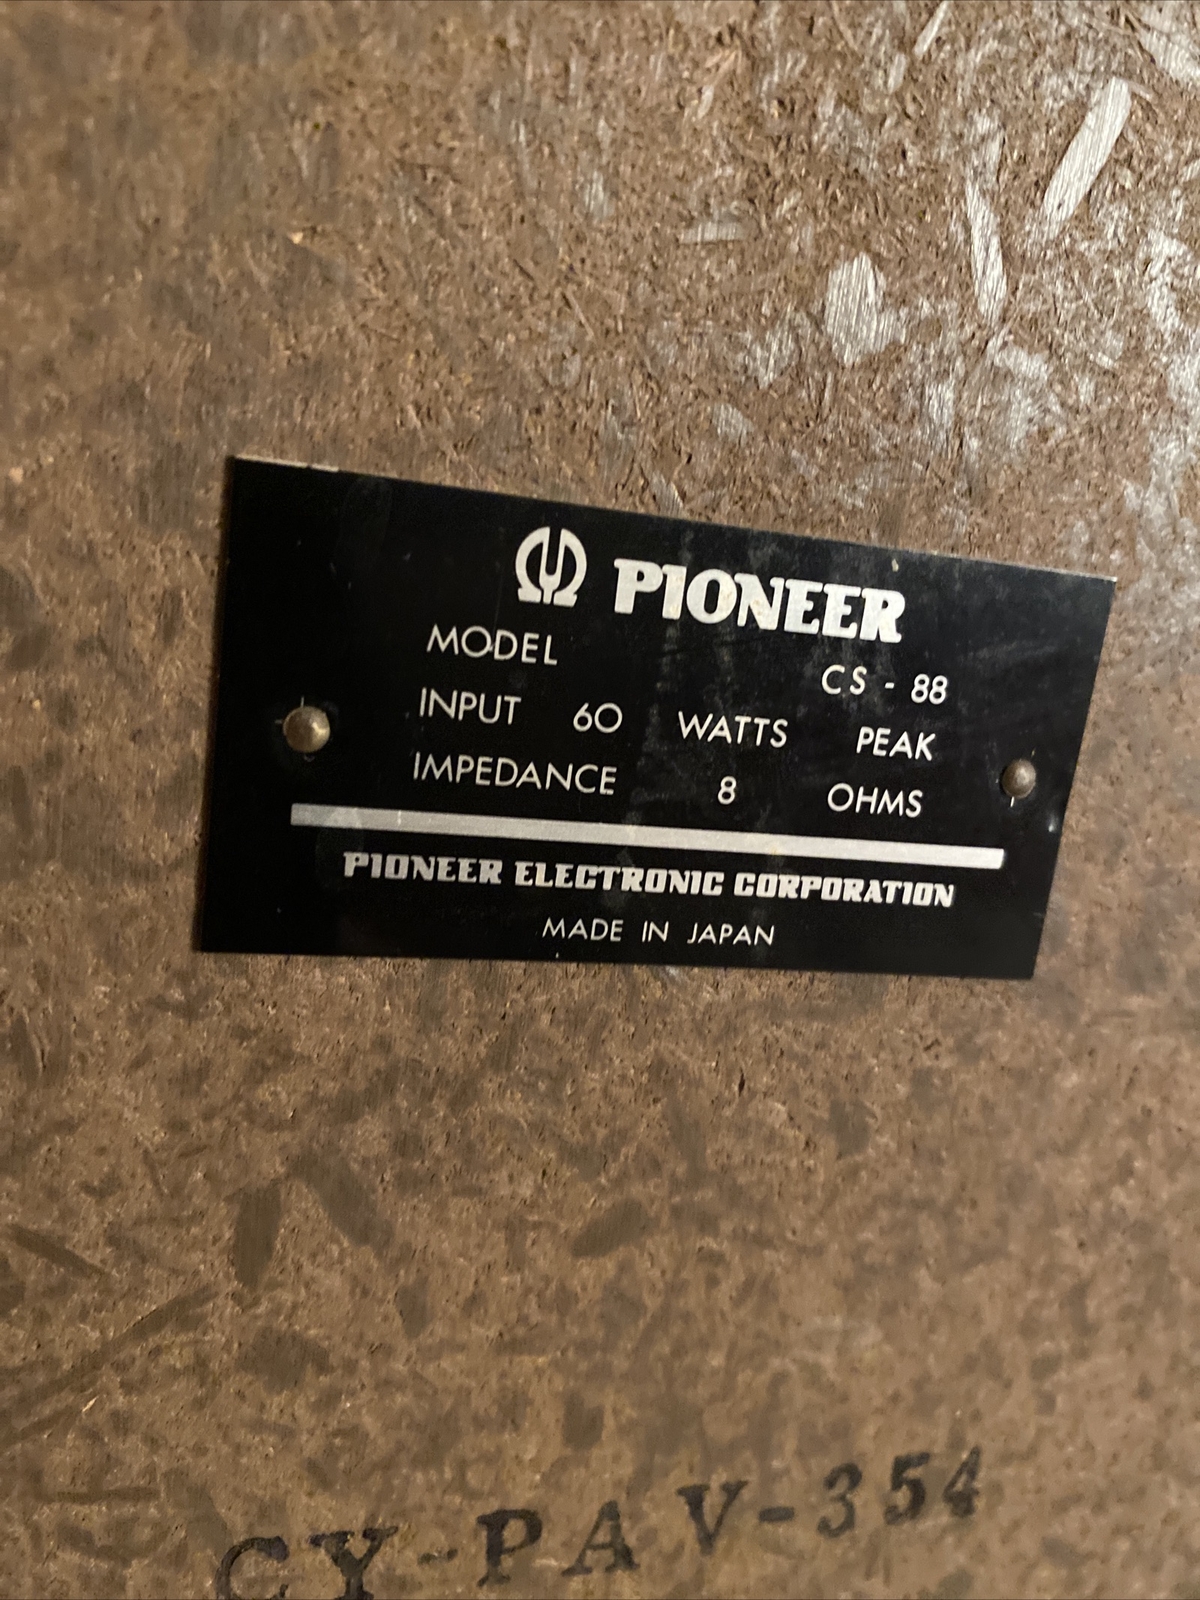 PIONEER
MODEL CS - 88
INPUT 60 WATTS PEAK
IMPEDANCE 8 OHMS
PIONEER ELECTRONIC CORPORATION
MADE IN JAPAN
CY-PAV-354